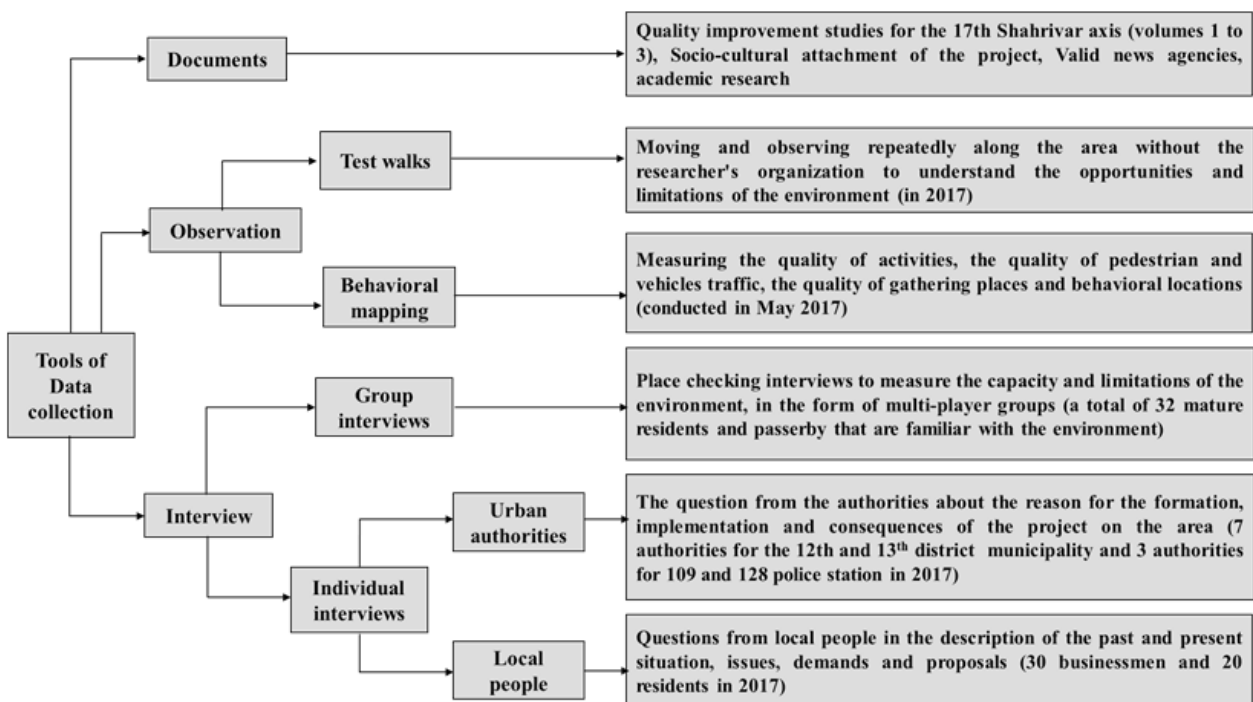 Documents
Quality improvement studies for the 17th Shahrivar axis (volumes 1 to
3), Socio-cultural attachment of the project, Valid news agencies,
academic research
Test walks
Moving and observing repeatedly along the area without the
researcher's organization to understand the opportunities and
limitations of the environment (in 2017)
Observation
Behavioral
mapping
Measuring the quality of activities, the quality of pedestrian and
vehicles traffic, the quality of gathering places and behavioral locations
(conducted in May 2017)
Tools of
Data
collection
Group
interviews
Place checking interviews to measure the capacity and limitations of the
environment, in the form of multi-player groups (a total of 32 mature
residents and passerby that are familiar with the environment)
Interview
Urban
authorities
The question from the authorities about the reason for the formation,
implementation and consequences of the project on the area (7
authorities for the 12th and 13th district municipality and 3 authorities
for 109 and 128 police station in 2017)
Individual
interviews
Local
people
Questions from local people in the description of the past and present
situation, issues, demands and proposals (30 businessmen and 20
residents in 2017)